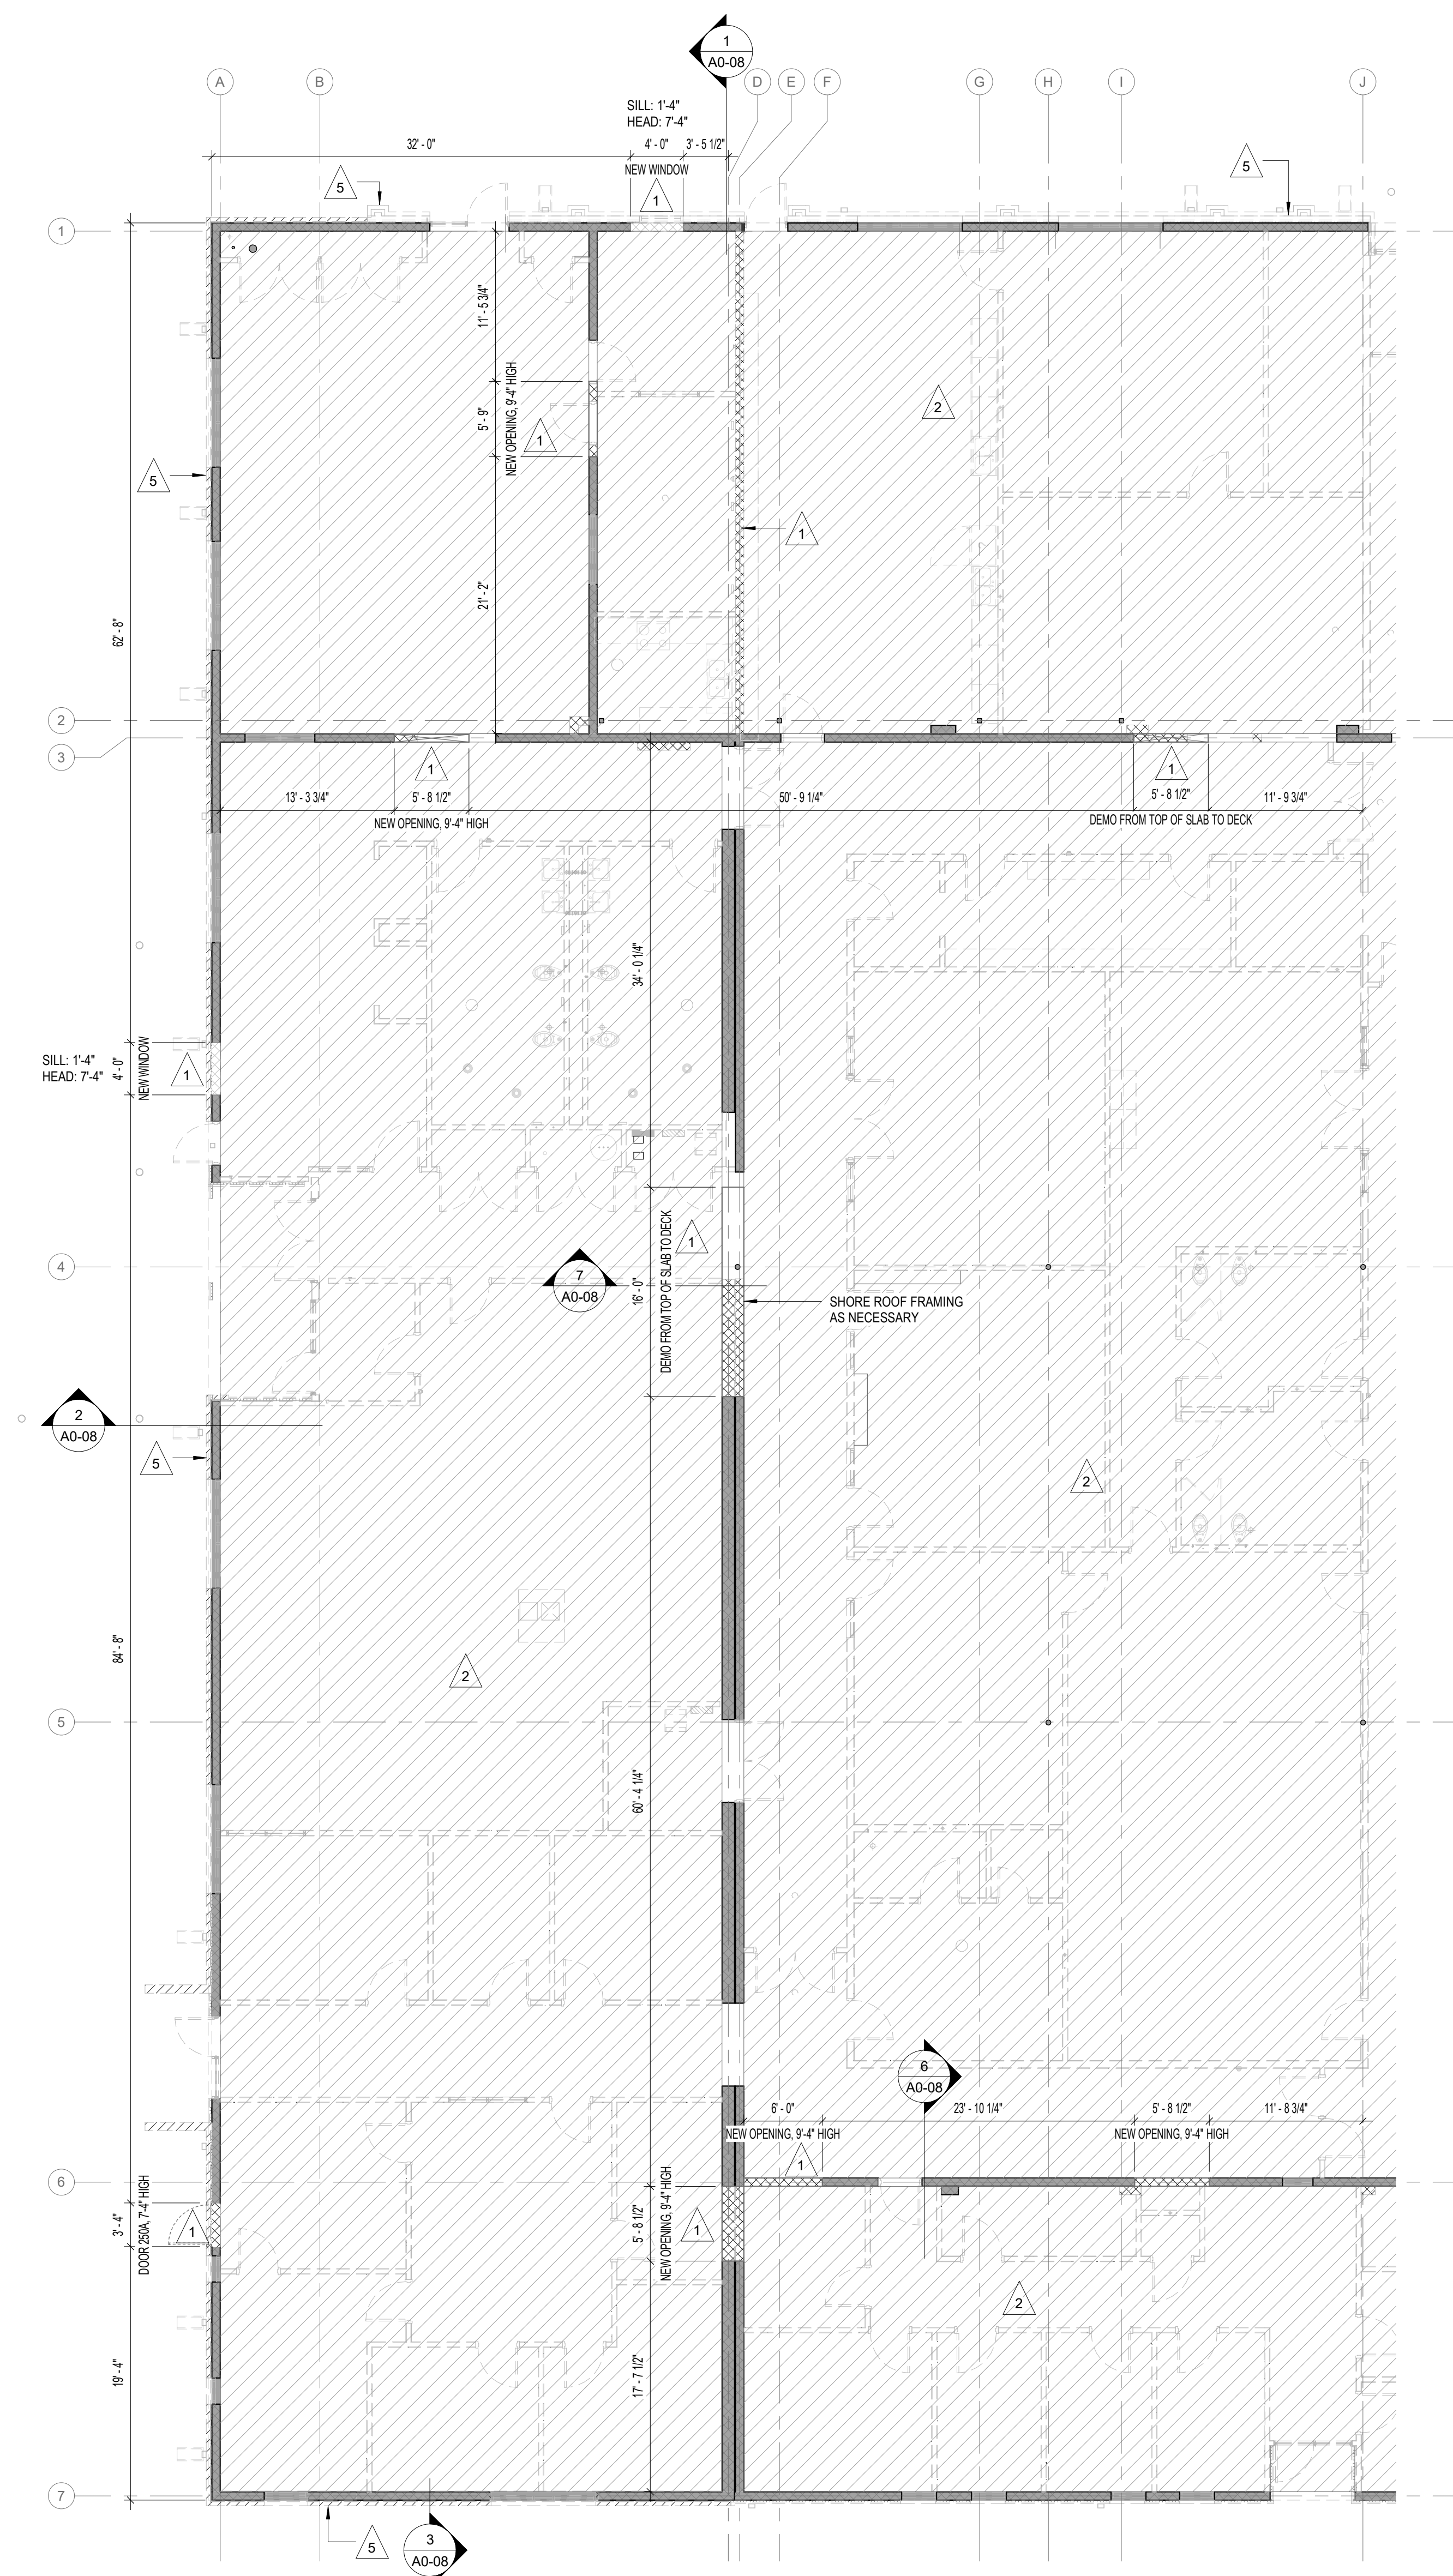 1
A0-08
A
B
D
E
F
G
H
I
J
SILL: 1'-4"
HEAD: 7'-4"
32' - 0"
4' - 0"
3' - 5 1/2"
NEW WINDOW
5
1
5
1
11' - 5 3/4"
5' - 9"
NEW OPENING, 9'-4" HIGH
1
2
5
1
21' - 2"
62' - 8"
2
3
1
1
13' - 3 3/4"
5' - 8 1/2"
50' - 9 1/4"
5' - 8 1/2"
11' - 9 3/4"
NEW OPENING, 9'-4" HIGH
DEMO FROM TOP OF SLAB TO DECK
34' - 0 1/4"
SILL: 1'-4"
HEAD: 7'-4"
4' - 0"
NEW WINDOW
1
DEMO FROM TOP OF SLAB TO DECK
1
4
7
A0-08
16' - 0"
SHORE ROOF FRAMING
AS NECESSARY
2
A0-08
5
2
84' - 8"
2
5
60' - 4 1/4"
6
A0-08
6' - 0"
23' - 10 1/4"
5' - 8 1/2"
11' - 8 3/4"
NEW OPENING, 9'-4" HIGH
NEW OPENING, 9'-4" HIGH
1
6
DOOR 250A, 7'-4" HIGH
3' - 4"
1
5' - 8 1/2"
NEW OPENING, 9'-4" HIGH
1
2
19' - 4"
17' - 7 1/2"
7
5
3
A0-08